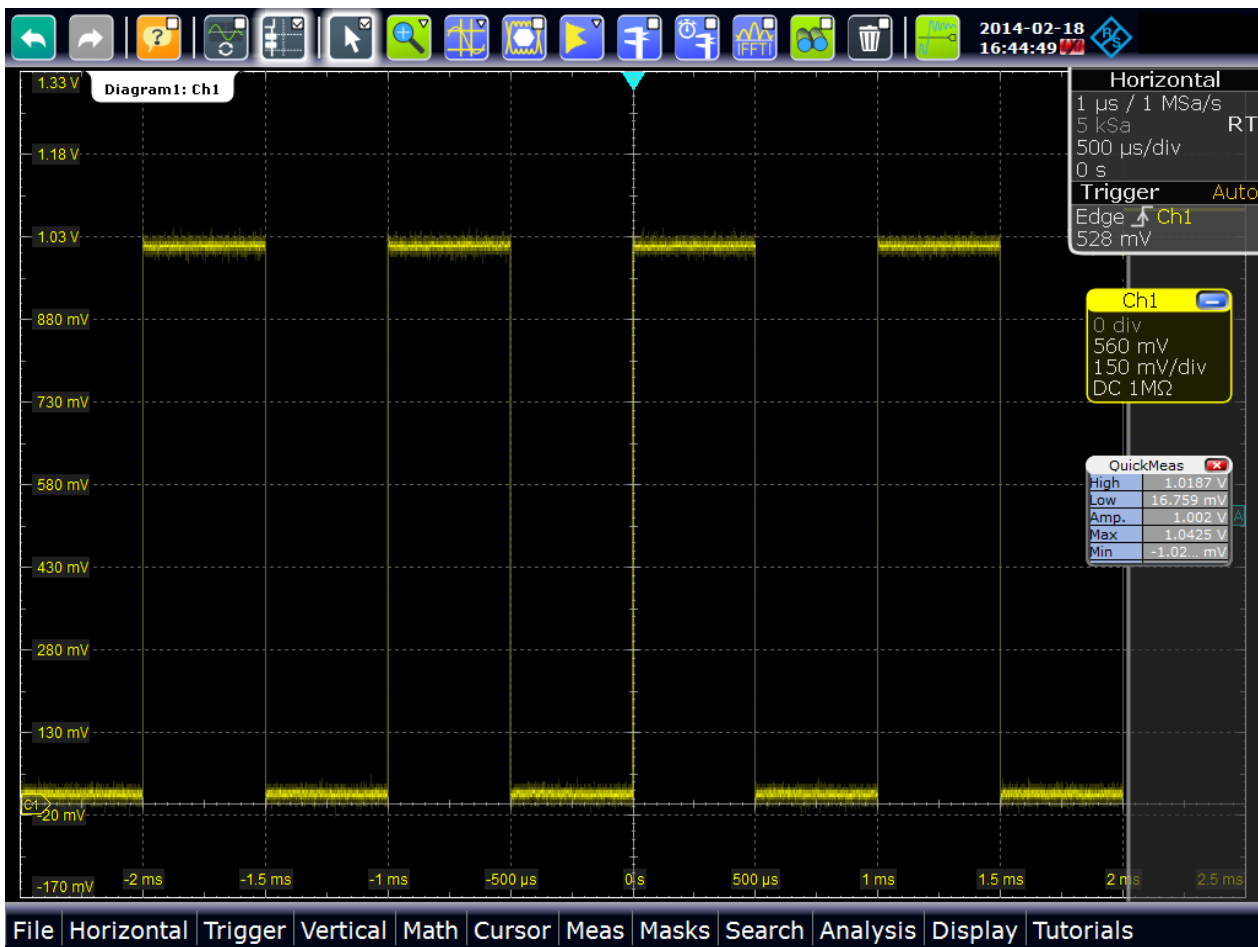 2014-02-18
16:44:49
R S
iFFT!
Diagram1: Ch1
1.33 V
1.18 V
1.03 V
880 mV
730 mV
580 mV
430 mV
280 mV
130 mV
-20 mV
-170 mV
C1
-2 ms
-1.5 ms
-1 ms
-500 µs
0 s
500 µs
1 ms
1.5 ms
2 ms
2.5 ms
Horizontal
1 µs / 1 MSa/s
5 kSa RT
500 µs/div
0 s
Trigger Auto
Edge Ch1
528 mV
Ch1
0 div
560 mV
150 mV/div
DC 1MΩ
QuickMeas
High 1.0187 V
Low 16.759 mV
Amp. 1.002 V
Max 1.0425 V
Min -1.02... mV
A
File Horizontal Trigger Vertical Math Cursor Meas Masks Search Analysis Display Tutorials